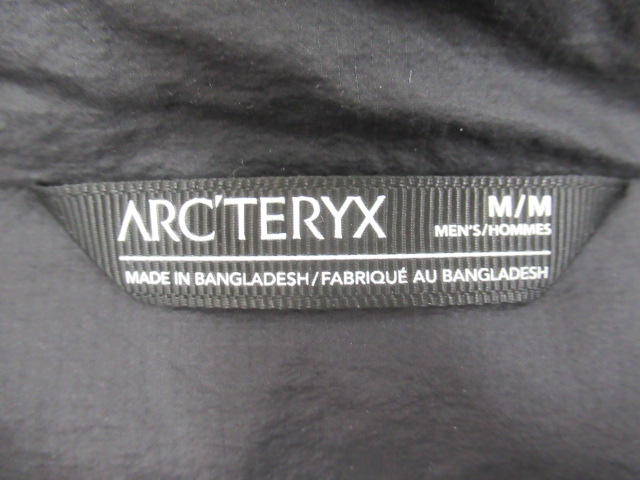 ARC'TERYX
M/M
MEN'S/HOMMES
MADE IN BANGLADESH/FABRIQUÉ AU BANGLADESH